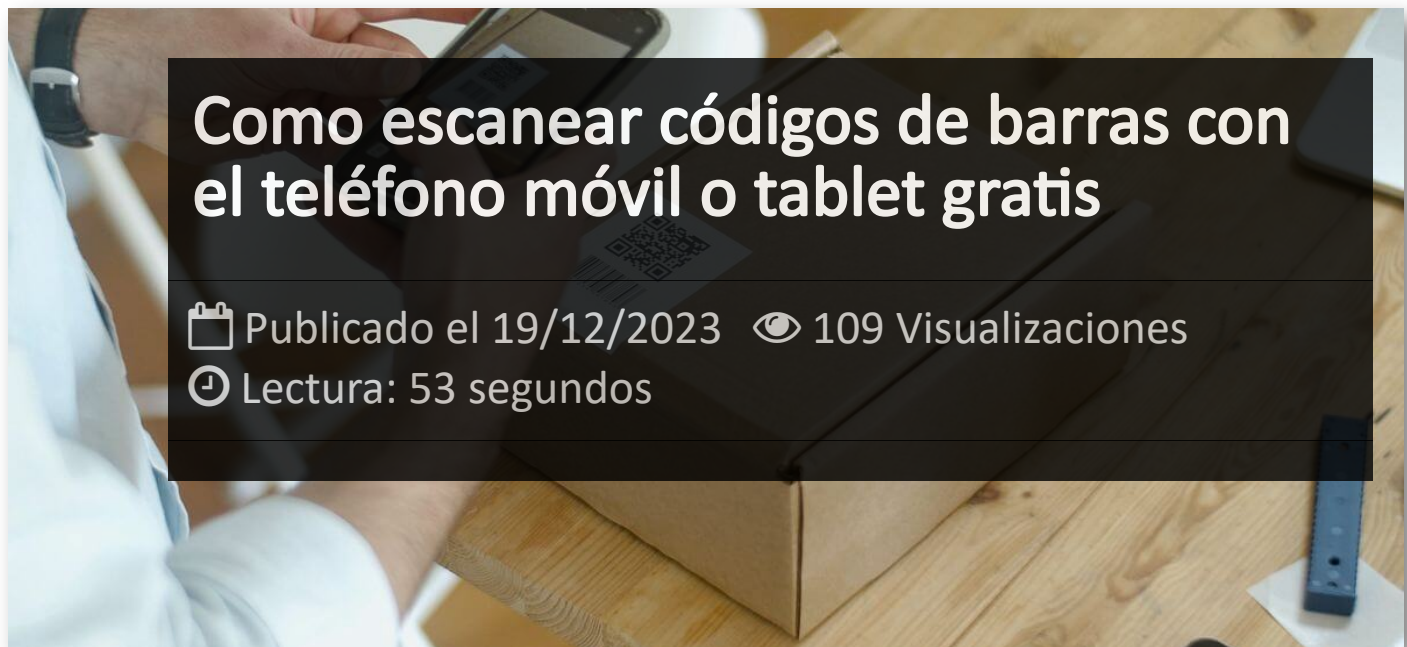 Como escanear códigos de barras con
el teléfono móvil o tablet gratis
Publicado el 19/12/2023 109 Visualizaciones
Lectura: 53 segundos